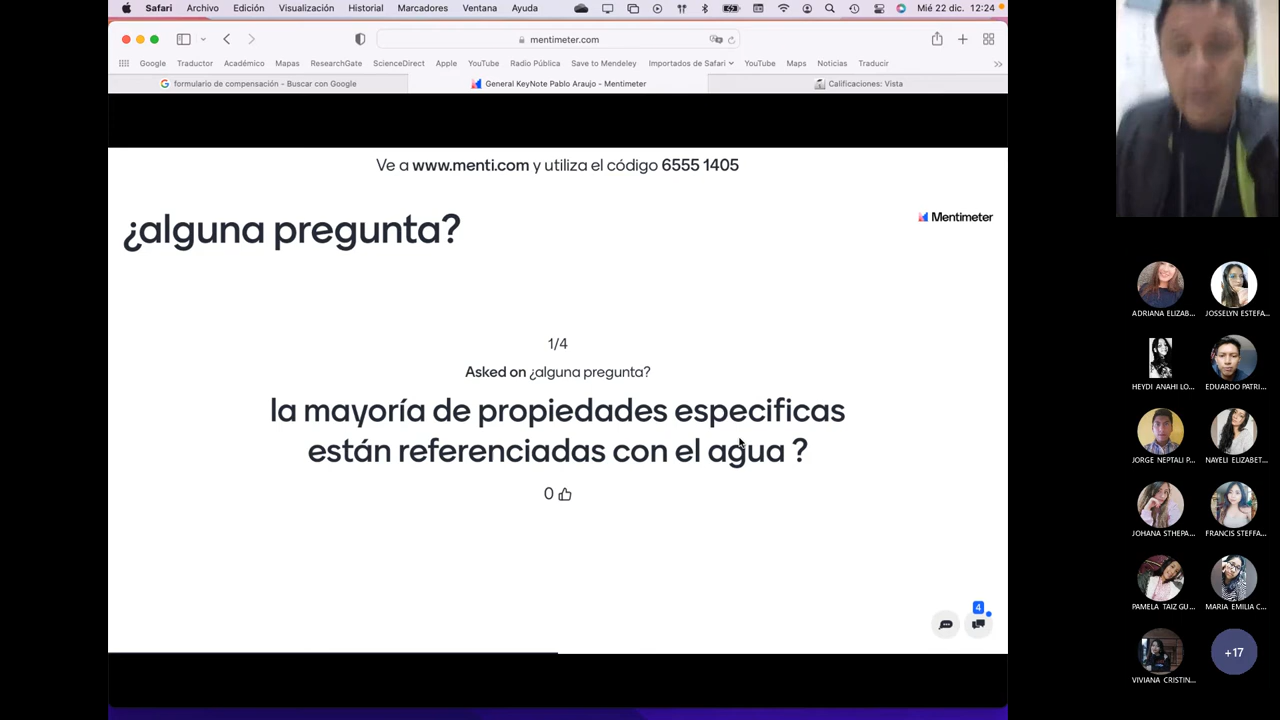 Safari Archivo Edición Visualización Historial Marcadores Ventana Ayuda Mié 22 dic. 12:24
mentimeter.com
Google Traductor Académico Mapas ResearchGate ScienceDirect Apple YouTube Radio Pública Save to Mendeley Importados de Safari YouTube Maps Noticias Traducir
formulario de compensación - Buscar con Google
General KeyNote Pablo Araujo - Mentimeter
Calificaciones: Vista
Ve a www.menti.com y utiliza el código 6555 1405
¿alguna pregunta?
Mentimeter
1/4
Asked on ¿alguna pregunta?
la mayoría de propiedades especificas
están referenciadas con el agua ?
0
4
ADRIANA ELIZAB...
JOSSELYN ESTEFA...
HEYDI ANAHI LO...
EDUARDO PATRI...
JORGE NEPTALI P...
NAYELI ELIZABET...
JOHANA STHEPA...
FRANCIS STEFFA...
PAMELA TAIZ GU...
MARIA EMILIA C...
VIVIANA CRISTIN...
+17